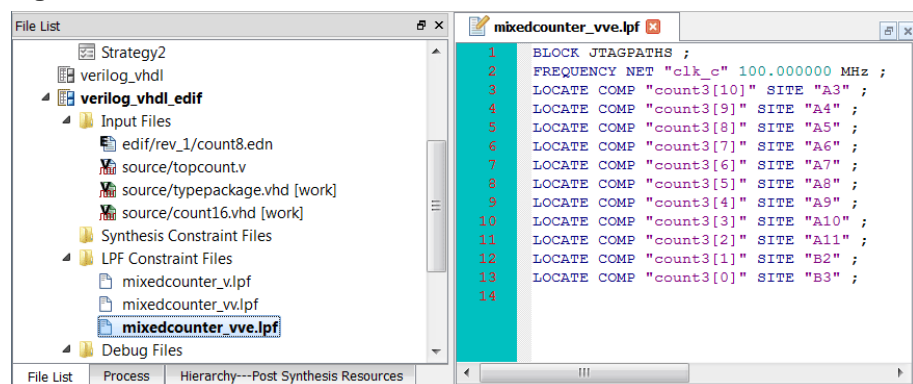 File List
Strategy2
verilog_vhdl
verilog_vhdl_edif
Input Files
edif/rev_1/count8.edn
source/topcount.v
source/typepackage.vhd [work]
source/count16.vhd [work]
Synthesis Constraint Files
LPF Constraint Files
mixedcounter_v.lpf
mixedcounter_vv.lpf
mixedcounter_vve.lpf
Debug Files
File List Process Hierarchy---Post Synthesis Resources
mixedcounter_vve.lpf
1 BLOCK JTAGPATHS ;
2 FREQUENCY NET "clk_c" 100.000000 MHz ;
3 LOCATE COMP "count3[10]" SITE "A3" ;
4 LOCATE COMP "count3[9]" SITE "A4" ;
5 LOCATE COMP "count3[8]" SITE "A5" ;
6 LOCATE COMP "count3[7]" SITE "A6" ;
7 LOCATE COMP "count3[6]" SITE "A7" ;
8 LOCATE COMP "count3[5]" SITE "A8" ;
9 LOCATE COMP "count3[4]" SITE "A9" ;
10 LOCATE COMP "count3[3]" SITE "A10" ;
11 LOCATE COMP "count3[2]" SITE "A11" ;
12 LOCATE COMP "count3[1]" SITE "B2" ;
13 LOCATE COMP "count3[0]" SITE "B3" ;
14